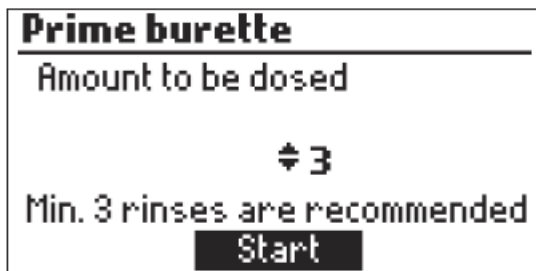 Prime burette
Amount to be dosed
3
Min. 3 rinses are recommended
Start